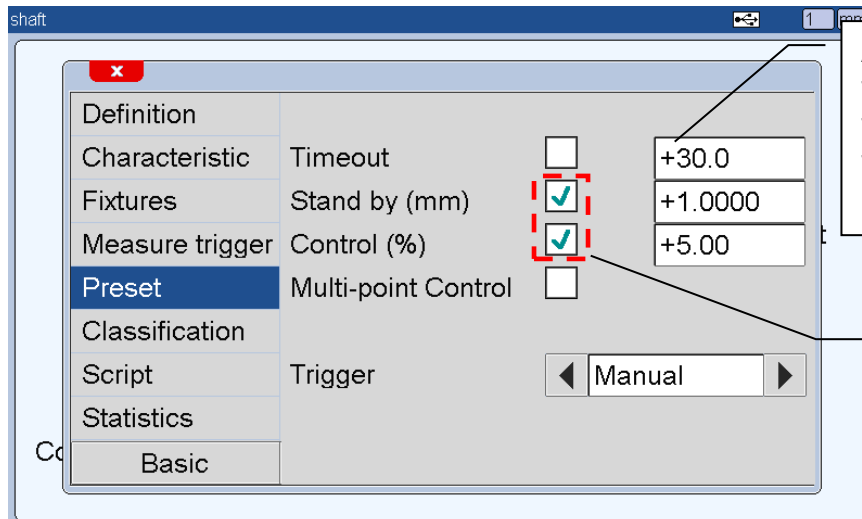 shaft
1 mm
x
Definition
Characteristic
Timeout
+30.0
Fixtures
Stand by (mm)
+1.0000
Measure trigger
Control (%)
+5.00
Preset
Multi-point Control
Classification
Script
Trigger
Manual
Statistics
Basic